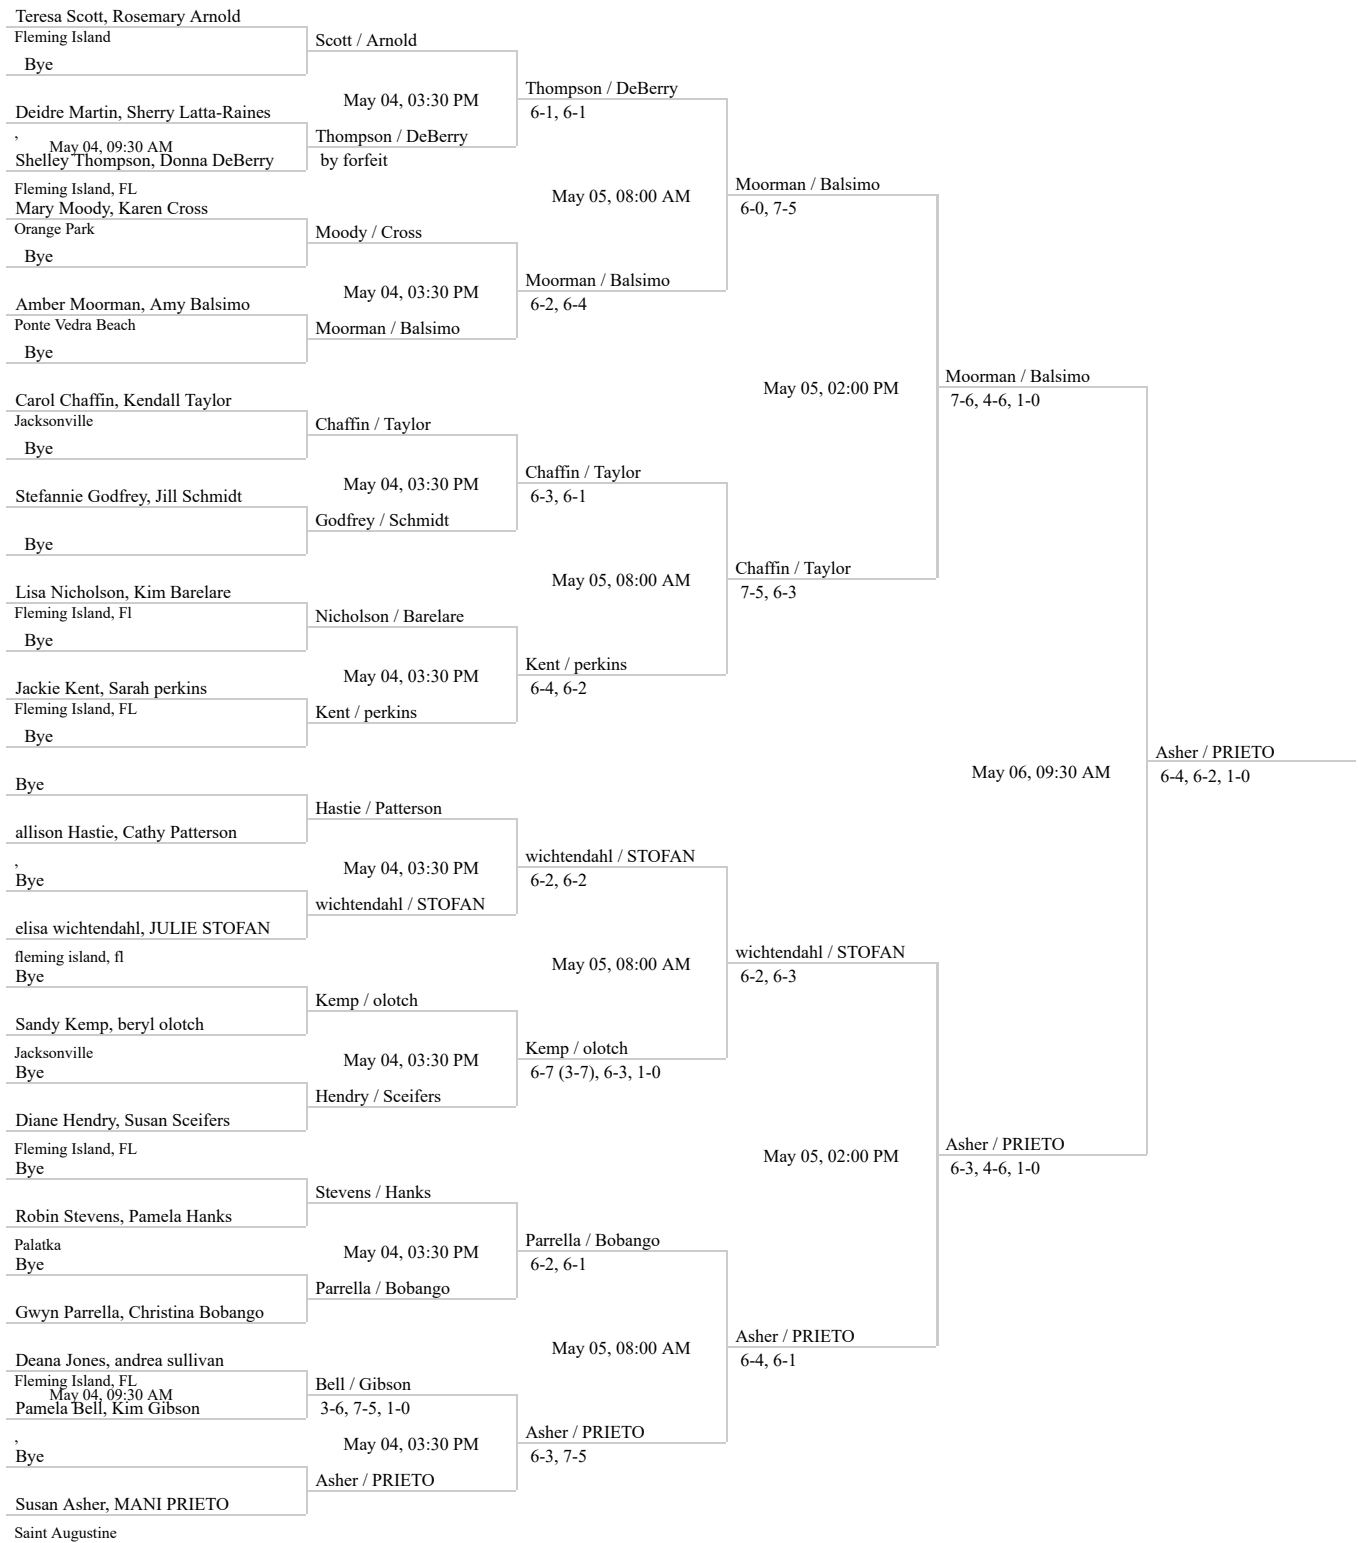 Teresa Scott, Rosemary Arnold
Fleming Island
Bye
Deidre Martin, Sherry Latta-Raines
,
May 04, 09:30 AM
Shelley Thompson, Donna DeBerry
Fleming Island, FL
Mary Moody, Karen Cross
Orange Park
Bye
Amber Moorman, Amy Balsimo
Ponte Vedra Beach
Bye
Carol Chaffin, Kendall Taylor
Jacksonville
Bye
Stefannie Godfrey, Jill Schmidt
Bye
Lisa Nicholson, Kim Barelare
Fleming Island, Fl
Bye
Jackie Kent, Sarah perkins
Fleming Island, FL
Bye
Bye
allison Hastie, Cathy Patterson
,
Bye
elisa wichtendahl, JULIE STOFAN
fleming island, fl
Bye
Sandy Kemp, beryl olotch
Jacksonville
Bye
Diane Hendry, Susan Sceifers
Fleming Island, FL
Bye
Robin Stevens, Pamela Hanks
Palatka
Bye
Gwyn Parrella, Christina Bobango
Deana Jones, andrea sullivan
Fleming Island, FL
May 04, 09:30 AM
Pamela Bell, Kim Gibson
,
Bye
Susan Asher, MANI PRIETO
Saint Augustine
Scott / Arnold
May 04, 03:30 PM
Thompson / DeBerry
by forfeit
Moody / Cross
May 04, 03:30 PM
Moorman / Balsimo
Chaffin / Taylor
May 04, 03:30 PM
Godfrey / Schmidt
Nicholson / Barelare
May 04, 03:30 PM
Kent / perkins
Hastie / Patterson
May 04, 03:30 PM
wichtendahl / STOFAN
Kemp / olotch
May 04, 03:30 PM
Hendry / Sceifers
Stevens / Hanks
May 04, 03:30 PM
Parrella / Bobango
Bell / Gibson
3-6, 7-5, 1-0
May 04, 03:30 PM
Asher / PRIETO
Thompson / DeBerry
6-1, 6-1
May 05, 08:00 AM
Moorman / Balsimo
6-2, 6-4
Chaffin / Taylor
6-3, 6-1
May 05, 08:00 AM
Kent / perkins
6-4, 6-2
wichtendahl / STOFAN
6-2, 6-2
May 05, 08:00 AM
Kemp / olotch
6-7 (3-7), 6-3, 1-0
Parrella / Bobango
6-2, 6-1
May 05, 08:00 AM
Asher / PRIETO
6-3, 7-5
Moorman / Balsimo
6-0, 7-5
May 05, 02:00 PM
Chaffin / Taylor
7-5, 6-3
wichtendahl / STOFAN
6-2, 6-3
May 05, 02:00 PM
Asher / PRIETO
6-4, 6-1
Moorman / Balsimo
7-6, 4-6, 1-0
May 06, 09:30 AM
Asher / PRIETO
6-3, 4-6, 1-0
Asher / PRIETO
6-4, 6-2, 1-0